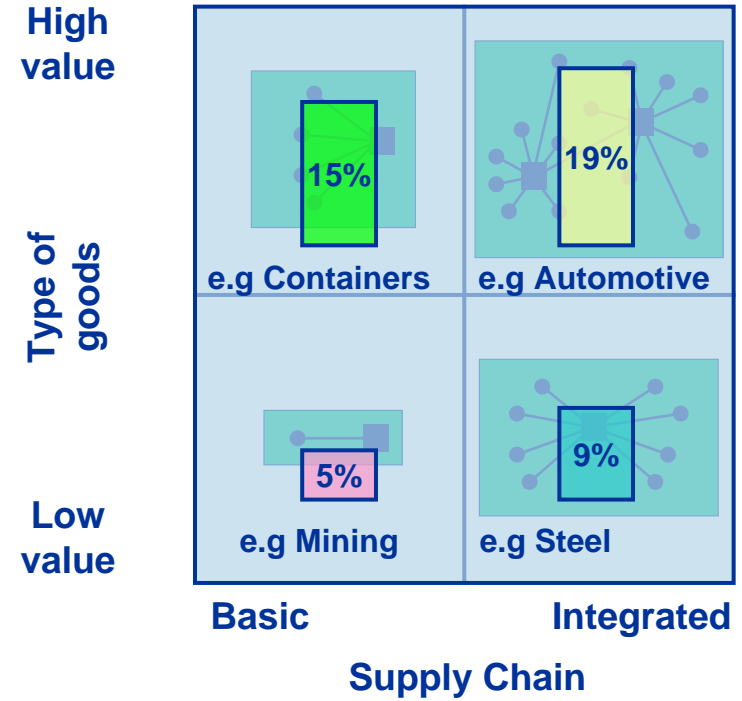 High
value
15%
19%
e.g Containers
e.g Automotive
Type of
goods
5%
9%
Low
value
e.g Mining
e.g Steel
Basic
Integrated
Supply Chain